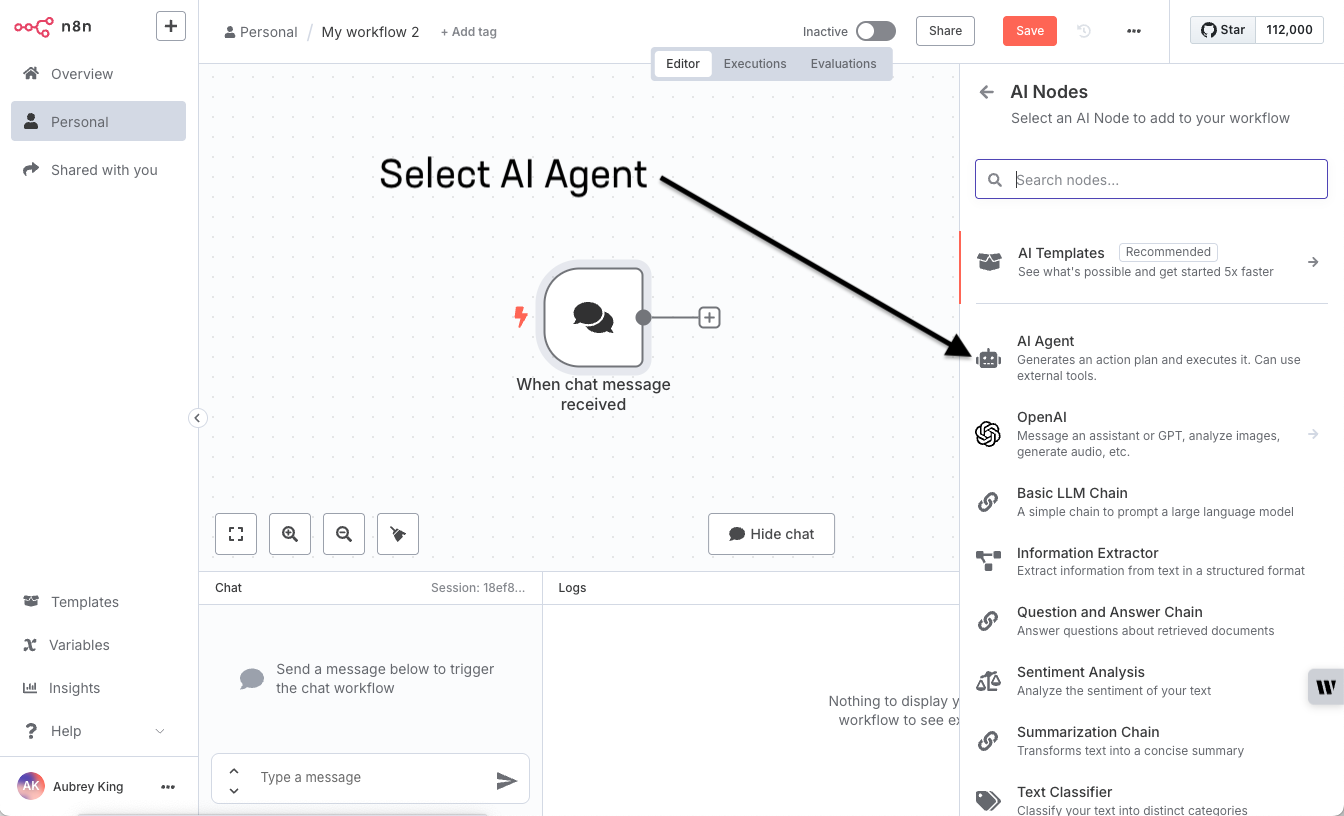 n8n
Personal / My workflow 2 + Add tag
Inactive
Share
Save
Star 112,000
Editor Executions Evaluations
Overview
Personal
Shared with you
Select AI Agent
When chat message
received
Hide chat
Chat
Session: 18ef8...
Logs
Send a message below to trigger
the chat workflow
Nothing to display y
workflow to see ex
Type a message
Templates
Variables
Insights
Help
AK Aubrey King
AI Nodes
Select an AI Node to add to your workflow
Search nodes...
AI Templates Recommended
See what's possible and get started 5x faster
AI Agent
Generates an action plan and executes it. Can use
external tools.
OpenAI
Message an assistant or GPT, analyze images,
generate audio, etc.
Basic LLM Chain
A simple chain to prompt a large language model
Information Extractor
Extract information from text in a structured format
Question and Answer Chain
Answer questions about retrieved documents
Sentiment Analysis
Analyze the sentiment of your text
W
Summarization Chain
Transforms text into a concise summary
Text Classifier
Classify your text into distinct categories